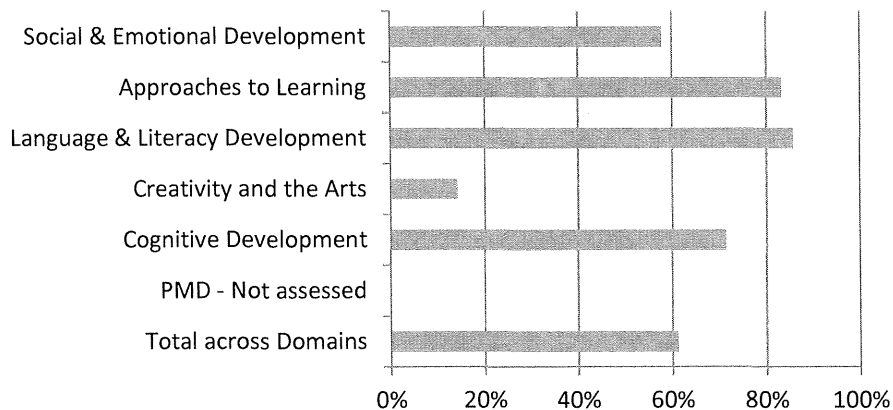 Social & Emotional Development
Approaches to Learning
Language & Literacy Development
Creativity and the Arts
Cognitive Development
PMD - Not assessed
Total across Domains
0% 20% 40% 60% 80% 100%